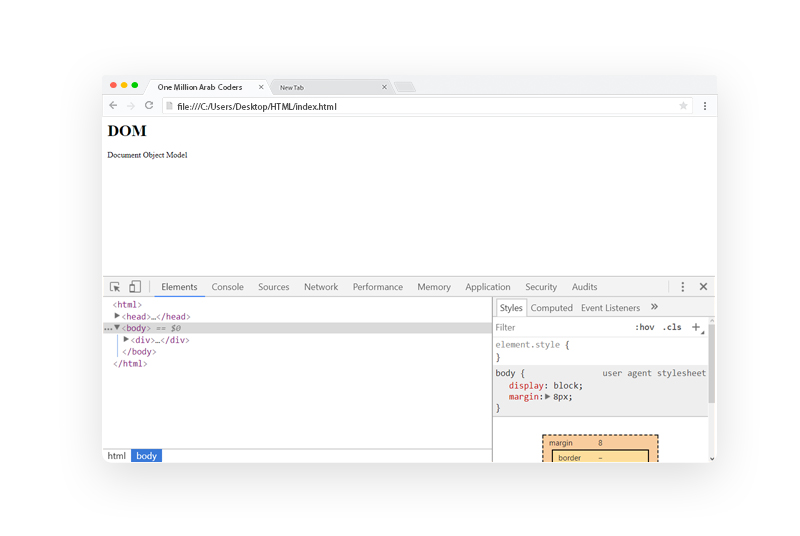 One Million Arab Coders
New Tab
file:///C:/Users/Desktop/HTML/index.html
DOM
Document Object Model
Elements Console Sources Network Performance Memory Application Security Audits
<html>
<head>…</head>
<body> == $0
<div>…</div>
</body>
</html>
html body
Styles Computed Event Listeners »
Filter :hov .cls +
element.style {
}
body { user agent stylesheet
display: block;
margin: 8px;
}
margin 8
border –